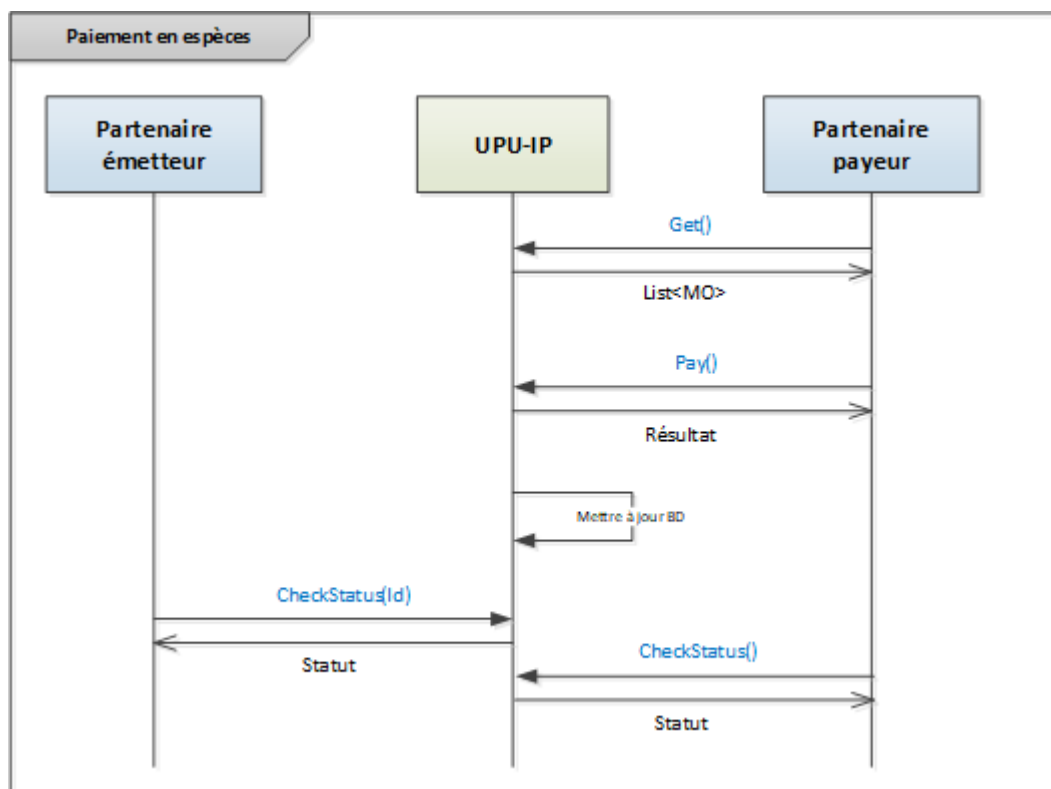 Paiement en espèces
Partenaire
émetteur
UPU-IP
Partenaire
payeur
Get()
List<MO>
Pay()
Résultat
Mettre à jour BD
CheckStatus(Id)
Statut
CheckStatus()
Statut